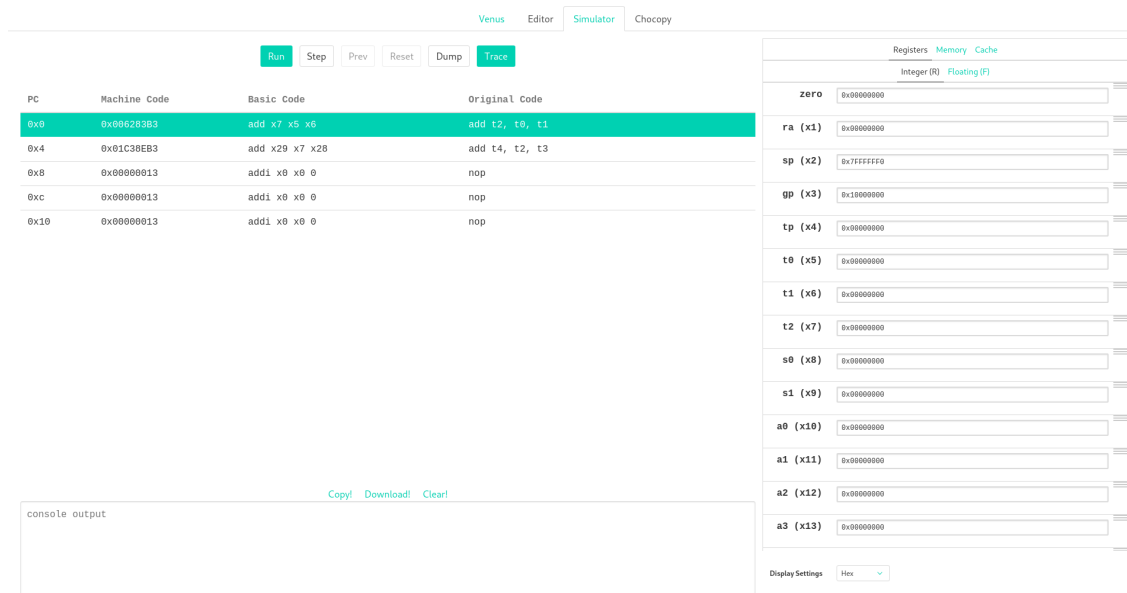 Venus Editor Simulator Chocopy
Run Step Prev Reset Dump Trace
PC Machine Code Basic Code Original Code
0x0 0x006283B3 add x7 x5 x6 add t2, t0, t1
0x4 0x01C38EB3 add x29 x7 x28 add t4, t2, t3
0x8 0x00000013 addi x0 x0 0 nop
0xc 0x00000013 addi x0 x0 0 nop
0x10 0x00000013 addi x0 x0 0 nop
Copy! Download! Clear!
console output
Registers Memory Cache
Integer (R) Floating (F)
zero 0x00000000
ra (x1) 0x00000000
sp (x2) 0x7FFFFFF0
gp (x3) 0x10000000
tp (x4) 0x00000000
t0 (x5) 0x00000000
t1 (x6) 0x00000000
t2 (x7) 0x00000000
s0 (x8) 0x00000000
s1 (x9) 0x00000000
a0 (x10) 0x00000000
a1 (x11) 0x00000000
a2 (x12) 0x00000000
a3 (x13) 0x00000000
Display Settings Hex